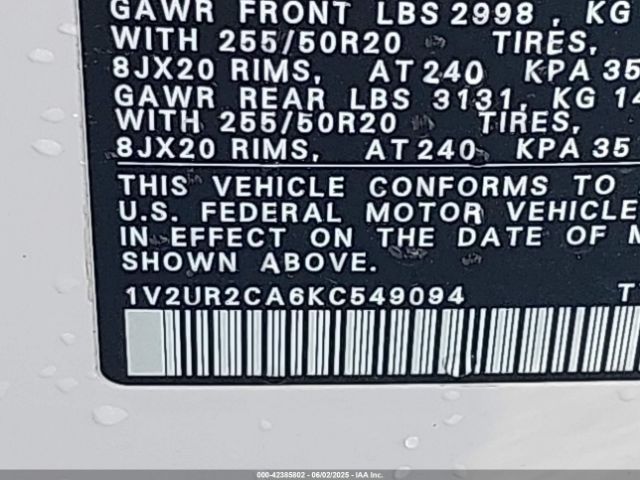 GAWR FRONT LBS 2998 , KG
WITH 255/50R20 TIRES,
8JX20 RIMS, AT 240 KPA 35
GAWR REAR LBS 3131, KG 14
WITH 255/50R20 TIRES,
8JX20 RIMS, AT 240 KPA 35
THIS VEHICLE CONFORMS TO
U.S. FEDERAL MOTOR VEHICLE
IN EFFECT ON THE DATE OF M
SHOWN ABOVE.
1V2UR2CA6KC549094 T
000-42385802 - 06/02/2025 - IAA Inc.